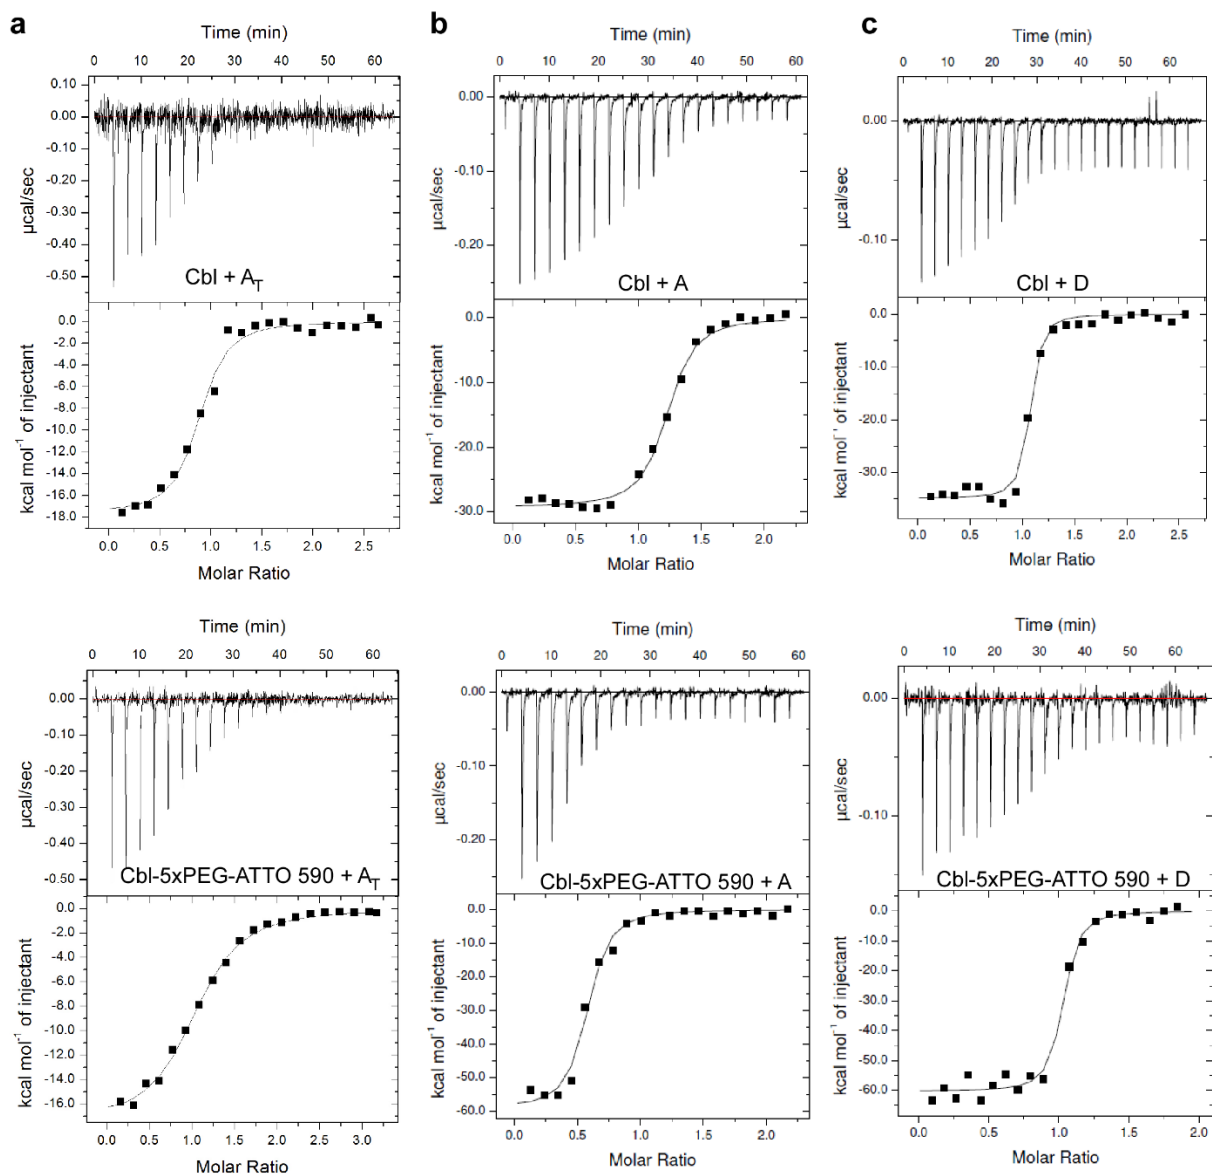 a
Time (min)
0 10 20 30 40 50 60
0.10
0.00
-0.10
-0.20
-0.30
-0.40
-0.50
µcal/sec
Cbl + A_T
0.0
-2.0
-4.0
-6.0
-8.0
-10.0
-12.0
-14.0
-16.0
-18.0
kcal mol⁻¹ of injectant
0.0 0.5 1.0 1.5 2.0 2.5
Molar Ratio
b
Time (min)
0 10 20 30 40 50 60
0.00
-0.10
-0.20
µcal/sec
Cbl + A
0.0
-10.0
-20.0
-30.0
kcal mol⁻¹ of injectant
0.0 0.5 1.0 1.5 2.0
Molar Ratio
c
Time (min)
0 10 20 30 40 50 60
0.00
-0.10
µcal/sec
Cbl + D
0.0
-10.0
-20.0
-30.0
kcal mol⁻¹ of injectant
0.0 0.5 1.0 1.5 2.0 2.5
Molar Ratio
Time (min)
0 10 20 30 40 50 60
0.00
-0.10
-0.20
-0.30
-0.40
-0.50
µcal/sec
Cbl-5xPEG-ATTO 590 + A_T
0.0
-2.0
-4.0
-6.0
-8.0
-10.0
-12.0
-14.0
-16.0
kcal mol⁻¹ of injectant
0.0 0.5 1.0 1.5 2.0 2.5 3.0
Molar Ratio
Time (min)
0 10 20 30 40 50 60
0.00
-0.10
-0.20
µcal/sec
Cbl-5xPEG-ATTO 590 + A
0.0
-10.0
-20.0
-30.0
-40.0
-50.0
-60.0
kcal mol⁻¹ of injectant
0.0 0.5 1.0 1.5 2.0
Molar Ratio
Time (min)
0 10 20 30 40 50 60
0.00
-0.10
µcal/sec
Cbl-5xPEG-ATTO 590 + D
0.0
-10.0
-20.0
-30.0
-40.0
-50.0
-60.0
kcal mol⁻¹ of injectant
0.0 0.5 1.0 1.5 2.0
Molar Ratio